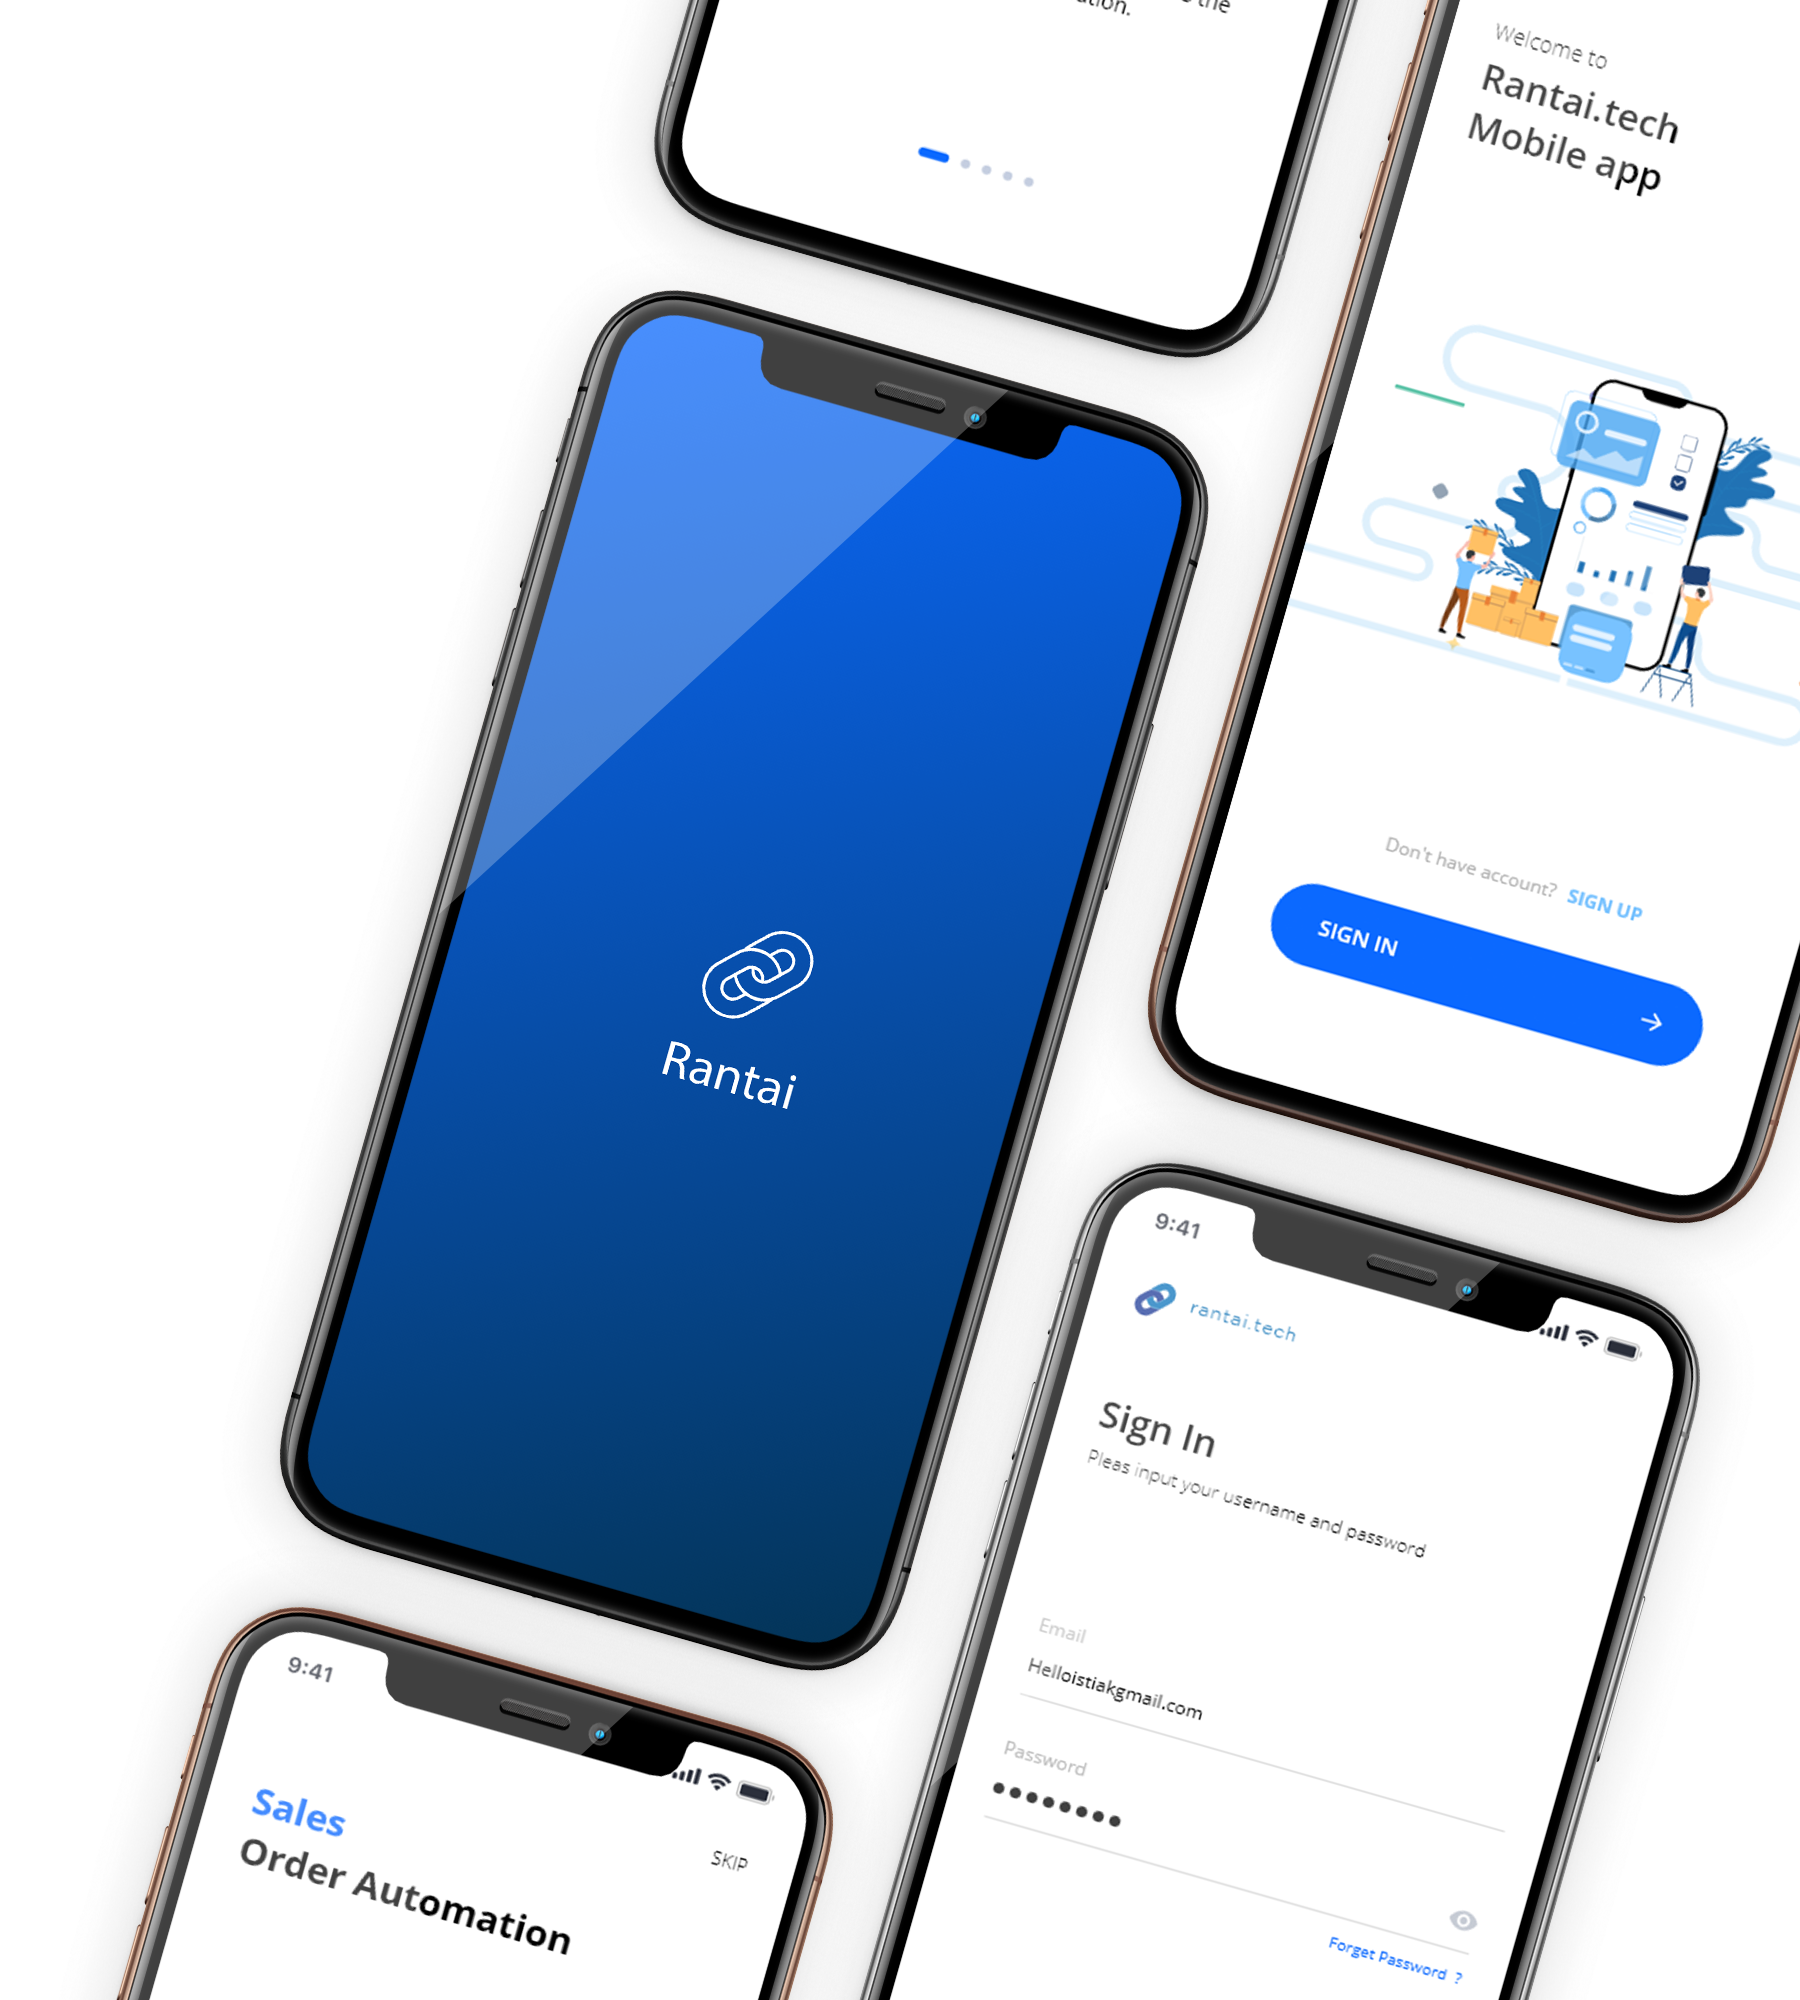 the
ation.
Welcome to
Rantai.tech
Mobile app
Don't have account? SIGN UP
SIGN IN
Rantai
9:41
rantai.tech
Sign In
Pleas input your username and password
Email
Helloistiakgmail.com
Password
Forget Password ?
9:41
Sales
SKIP
Order Automation